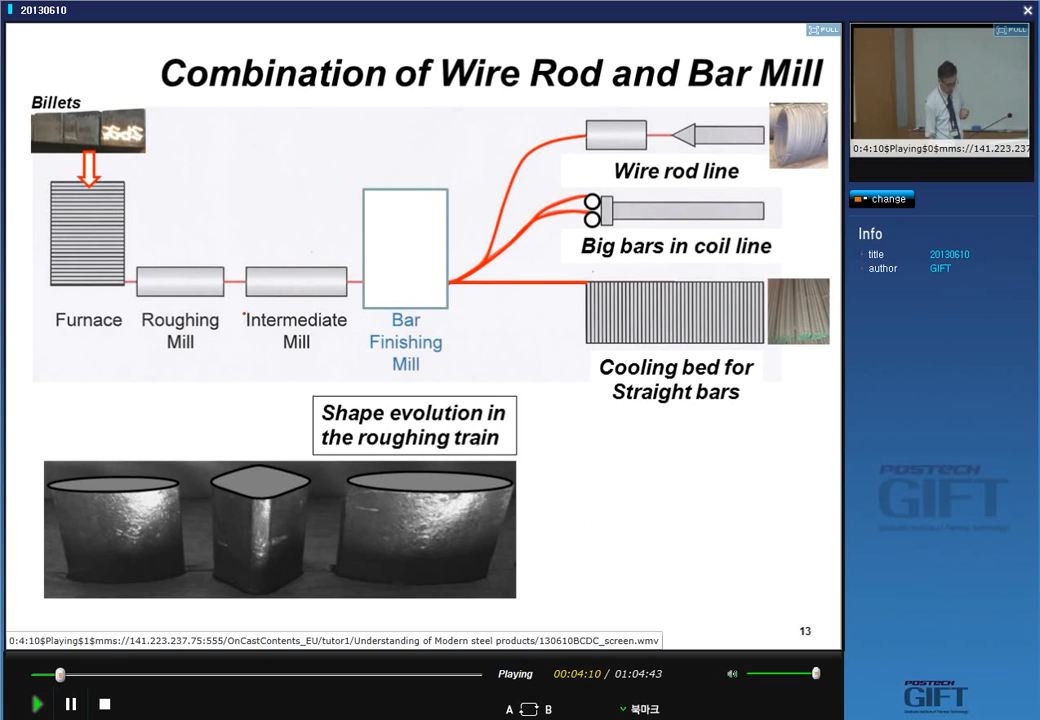 20130610
FULL
FULL
Combination of Wire Rod and Bar Mill
Billets
Wire rod line
Big bars in coil line
Furnace
Roughing
Mill
Intermediate
Mill
Bar
Finishing
Mill
Cooling bed for
Straight bars
Shape evolution in
the roughing train
13
0:4:10$Playing$1$mms://141.223.237.75:555/OnCastContents_EU/tutor1/Understanding of Modern steel products/130610BCDC_screen.wmv
Playing
00:04:10 / 01:04:43
A B
북마크
0:4:10$Playing$0$mms://141.223.237
change
Info
title 20130610
author GIFT
POSTECH
GIFT
POSTECH
GIFT